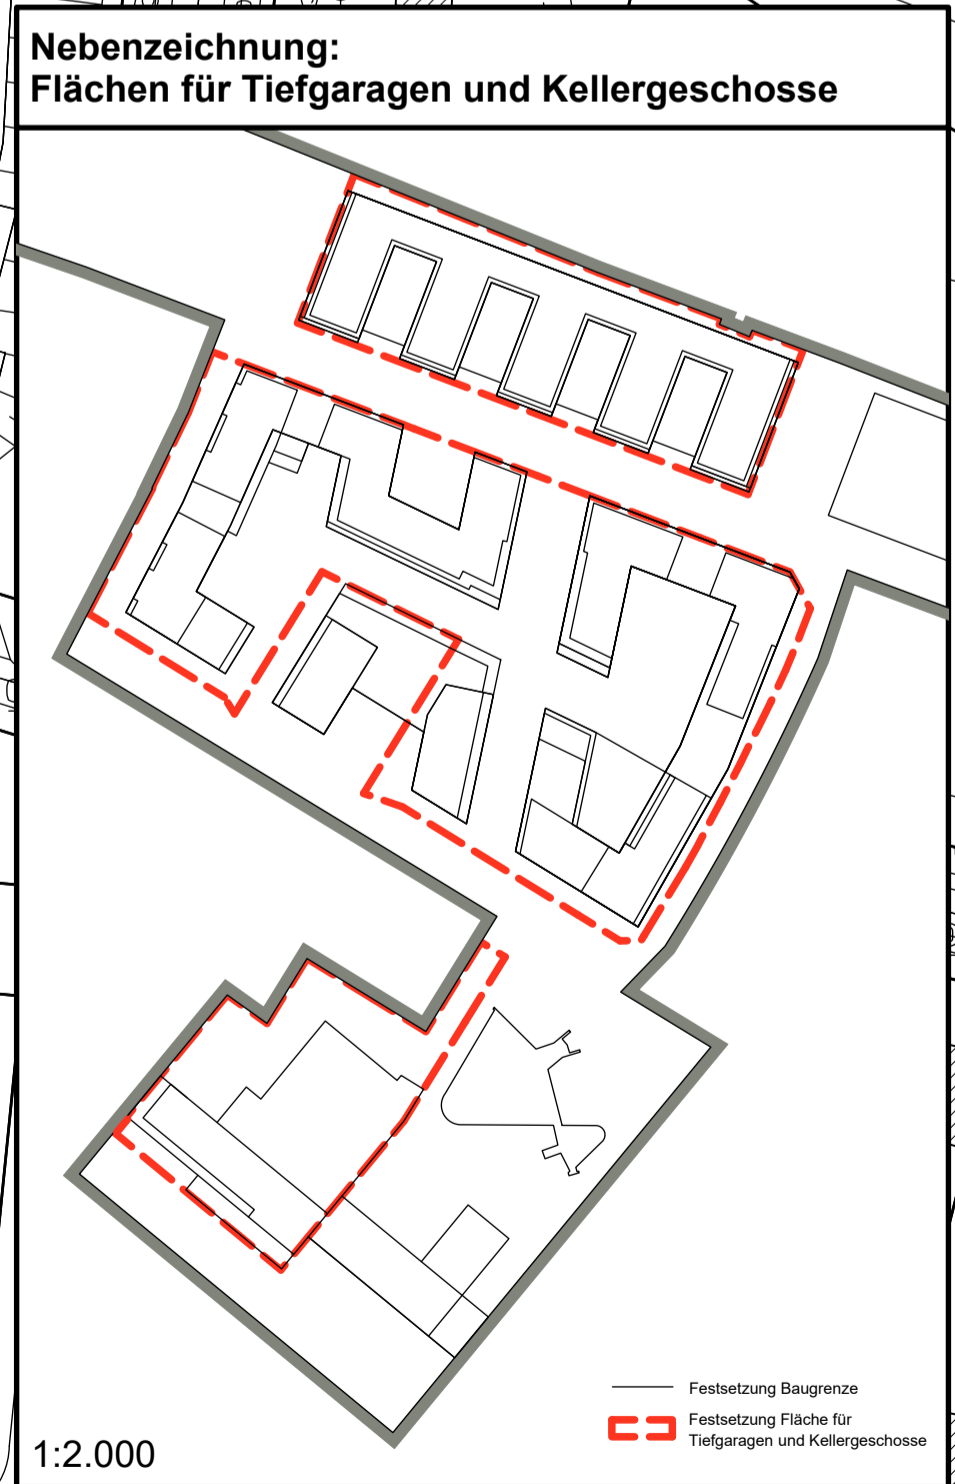 Nebenzeichnung:
Flächen für Tiefgaragen und Kellergeschosse
Festsetzung Baugrenze
Festsetzung Fläche für
Tiefgaragen und Kellergeschosse
1:2.000